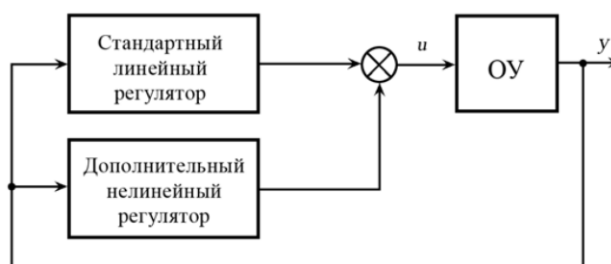 Стандартный
линейный
регулятор
u
ОУ
y
Дополнительный
нелинейный
регулятор